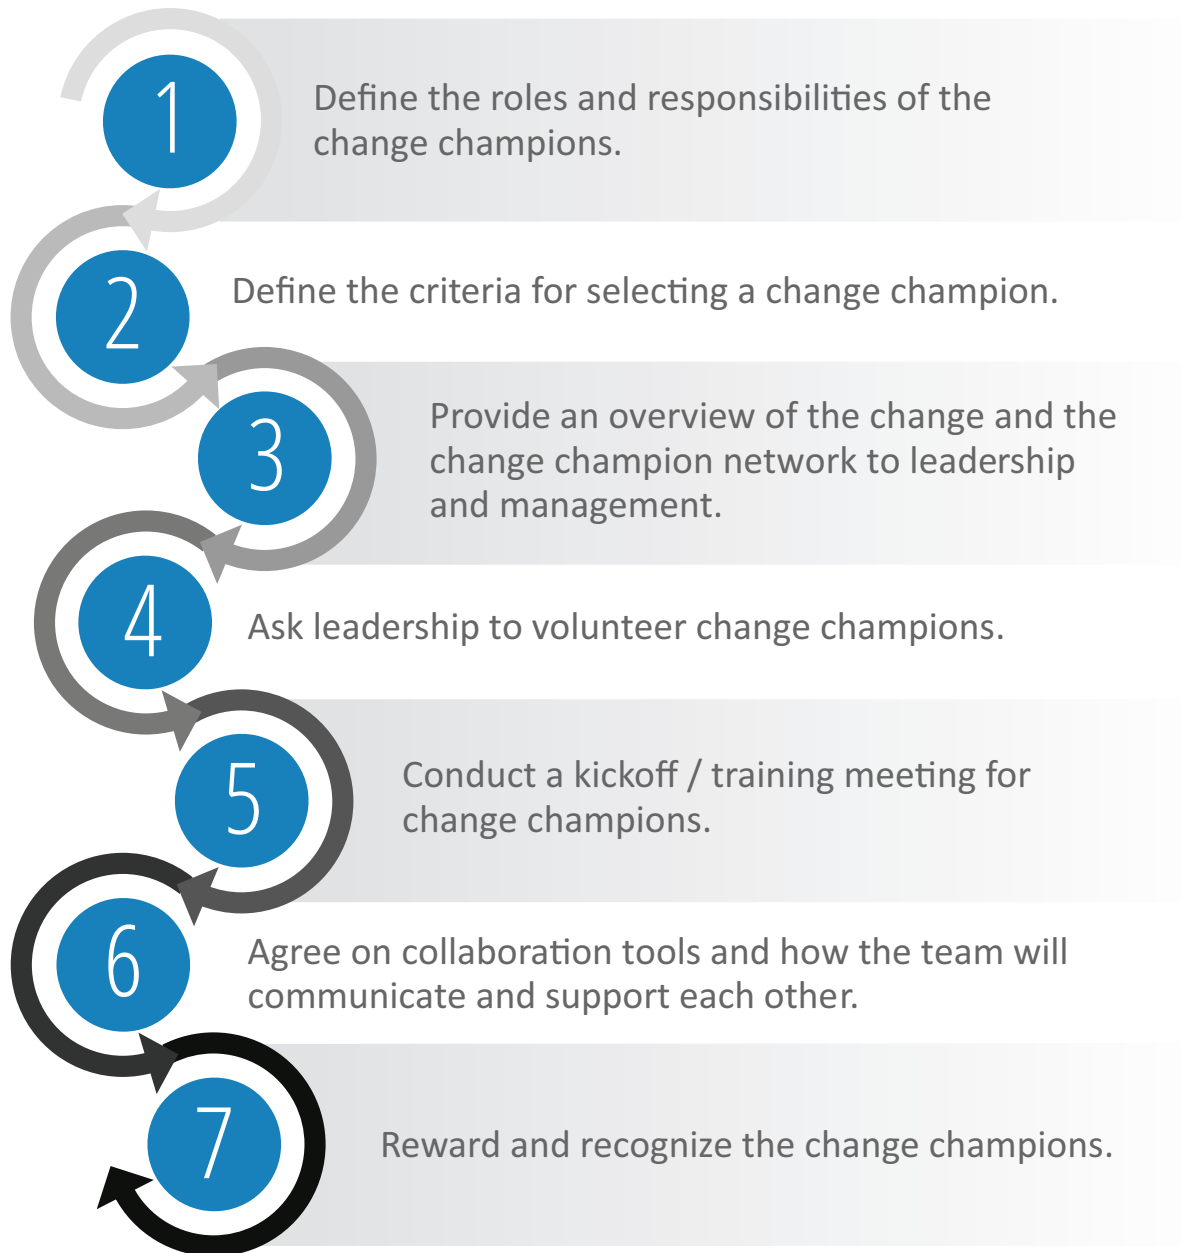 1
Define the roles and responsibilities of the
change champions.
2
Define the criteria for selecting a change champion.
3
Provide an overview of the change and the
change champion network to leadership
and management.
4
Ask leadership to volunteer change champions.
5
Conduct a kickoff / training meeting for
change champions.
6
Agree on collaboration tools and how the team will
communicate and support each other.
7
Reward and recognize the change champions.